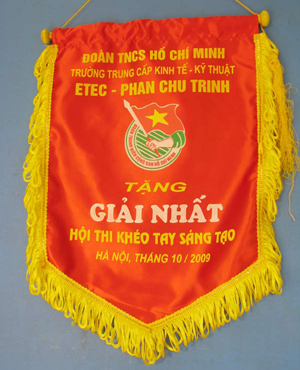 ĐOÀN TNCS HỒ CHÍ MINH
TRƯỜNG TRUNG CẤP KINH TẾ - KỸ THUẬT
ETEC - PHAN CHU TRINH
TẶNG
GIẢI NHẤT
HỘI THI KHÉO TAY SÁNG TẠO
HÀ NỘI, THÁNG 10 / 2009